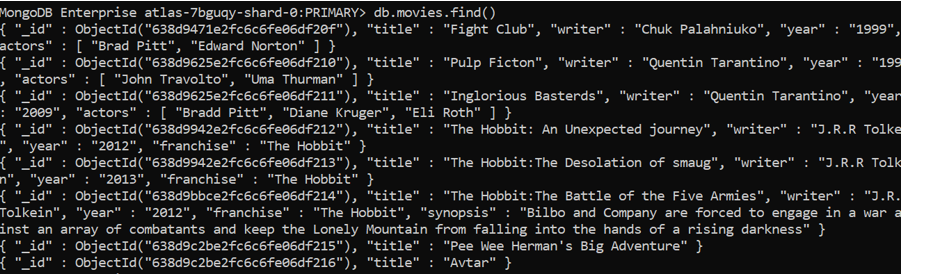 MongoDB Enterprise atlas-7bguqy-shard-0:PRIMARY> db.movies.find()
{ "_id" : ObjectId("638d9471e2fc6c6fe06df20f"), "title" : "Fight Club", "writer" : "Chuk Palahniuko", "year" : "1999",
actors" : [ "Brad Pitt", "Edward Norton" ] }
{ "_id" : ObjectId("638d9625e2fc6c6fe06df210"), "title" : "Pulp Ficton", "writer" : "Quentin Tarantino", "year" : "199
, "actors" : [ "John Travolto", "Uma Thurman" ] }
{ "_id" : ObjectId("638d9625e2fc6c6fe06df211"), "title" : "Inglorious Basterds", "writer" : "Quentin Tarantino", "year
: "2009", "actors" : [ "Bradd Pitt", "Diane Kruger", "Eli Roth" ] }
{ "_id" : ObjectId("638d9942e2fc6c6fe06df212"), "title" : "The Hobbit: An Unexpected journey", "writer" : "J.R.R Tolke
", "year" : "2012", "franchise" : "The Hobbit" }
{ "_id" : ObjectId("638d9942e2fc6c6fe06df213"), "title" : "The Hobbit:The Desolation of smaug", "writer" : "J.R.R Tolk
n", "year" : "2013", "franchise" : "The Hobbit" }
{ "_id" : ObjectId("638d9bbce2fc6c6fe06df214"), "title" : "The Hobbit:The Battle of the Five Armies", "writer" : "J.R.
Tolkein", "year" : "2012", "franchise" : "The Hobbit", "synopsis" : "Bilbo and Company are forced to engage in a war a
inst an array of combatants and keep the Lonely Mountain from falling into the hands of a rising darkness" }
{ "_id" : ObjectId("638d9c2be2fc6c6fe06df215"), "title" : "Pee Wee Herman's Big Adventure" }
{ "_id" : ObjectId("638d9c2be2fc6c6fe06df216"), "title" : "Avtar" }